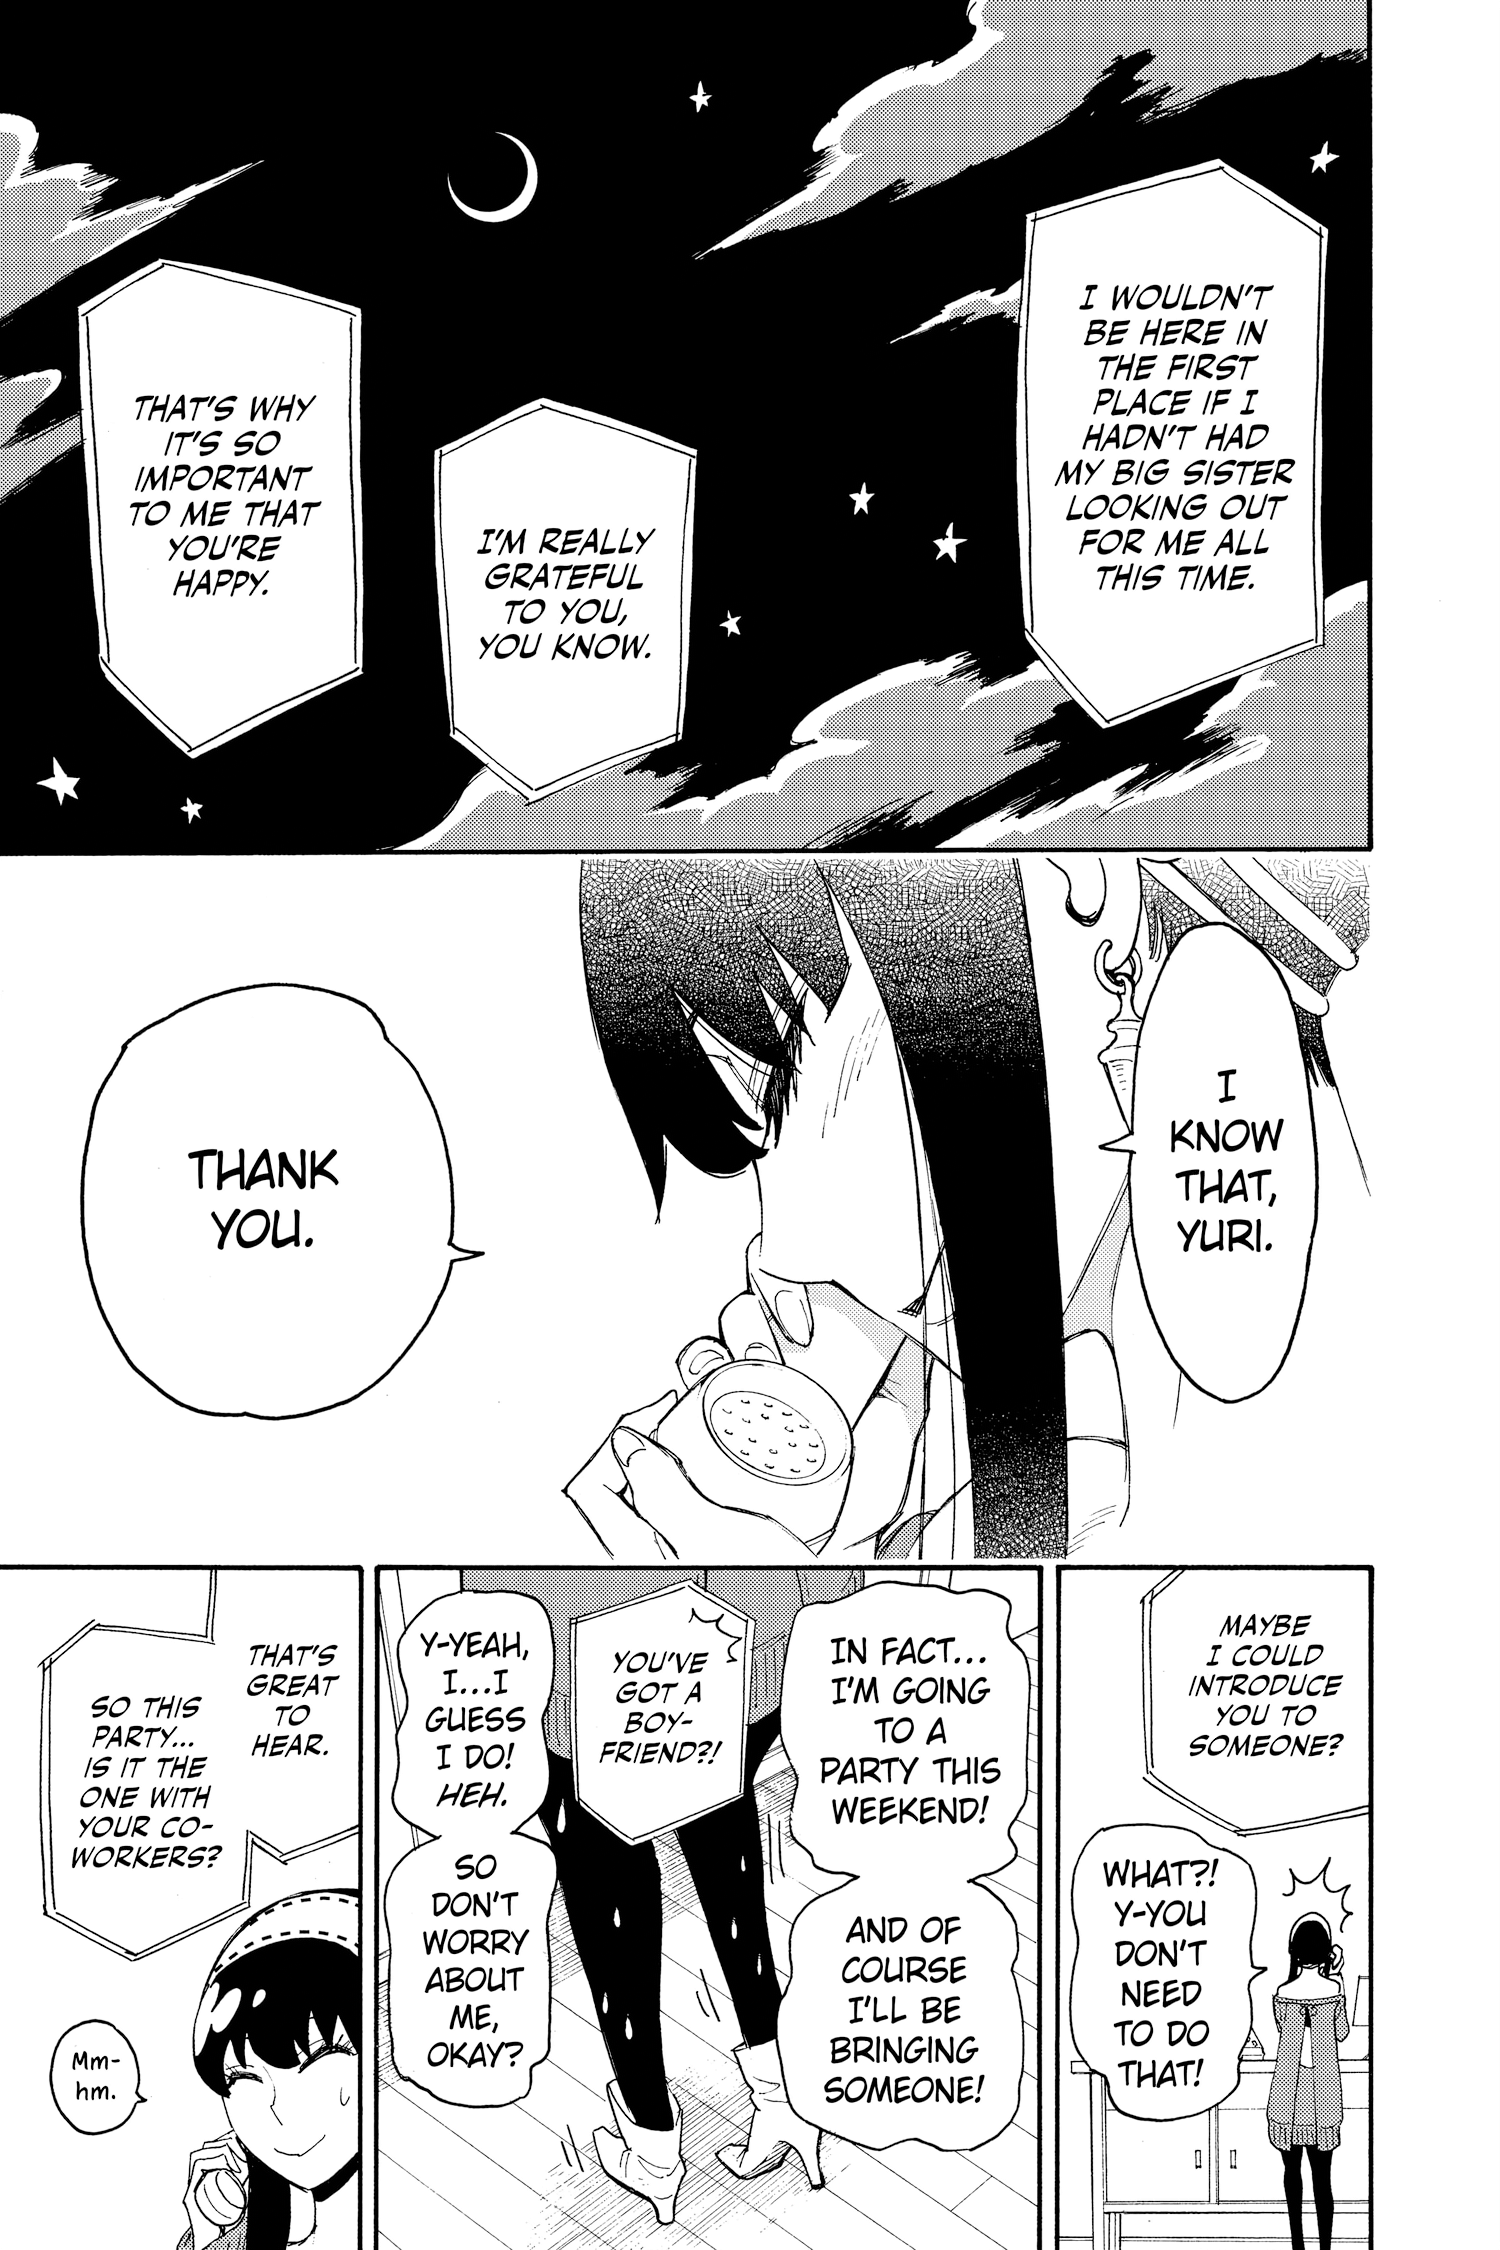 I WOULDN'T
BE HERE IN
THE FIRST
PLACE IF I
HADN'T HAD
MY BIG SISTER
LOOKING OUT
FOR ME ALL
THIS TIME.
I'M REALLY
GRATEFUL
TO YOU,
YOU KNOW.
THAT'S WHY
IT'S SO
IMPORTANT
TO ME THAT
YOU'RE
HAPPY.
I
KNOW
THAT,
YURI.
THANK
YOU.
MAYBE
I COULD
INTRODUCE
YOU TO
SOMEONE?
WHAT?!
Y-YOU
DON'T
NEED
TO DO
THAT!
IN FACT...
I'M GOING
TO A
PARTY THIS
WEEKEND!
AND OF
COURSE
I'LL BE
BRINGING
SOMEONE!
YOU'VE
GOT A
BOY-
FRIEND?!
Y-YEAH,
I...I
GUESS
I DO!
HEH.
SO
DON'T
WORRY
ABOUT
ME,
OKAY?
THAT'S
GREAT
TO
HEAR.
SO THIS
PARTY...
IS IT THE
ONE WITH
YOUR CO-
WORKERS?
Mm-
hm.